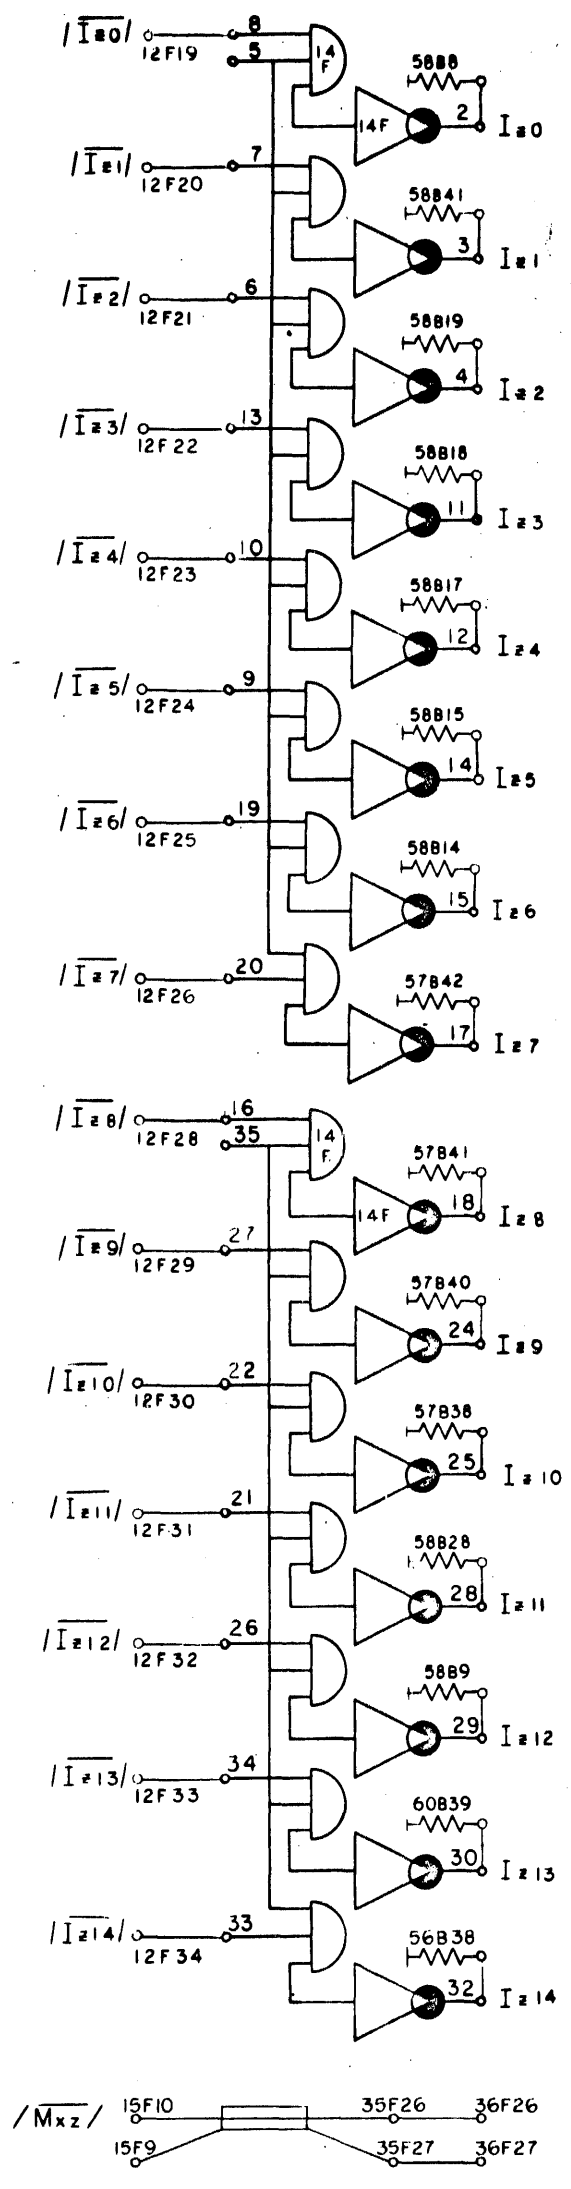 /Iz0/ 8 58B8
12F19 5 14 F
14F 2 Iz0
/Iz1/ 7
12F20 58B41
3 Iz1
/Iz2/ 6
12F21 58B19
4 Iz2
/Iz3/ 13
12F22 58B18
11 Iz3
/Iz4/ 10
12F23 58B17
12 Iz4
/Iz5/ 9
12F24 58B15
14 Iz5
/Iz6/ 19
12F25 58B14
15 Iz6
/Iz7/ 20
12F26 57B42
17 Iz7
/Iz8/ 16
12F28 35 14 F. 57B41
14F 18 Iz8
/Iz9/ 27
12F29 57B40
24 Iz9
/Iz10/ 22
12F30 57B38
25 Iz10
/Iz11/ 21
12F31 58B28
28 Iz11
/Iz12/ 26
12F32 58B9
29 Iz12
/Iz13/ 34
12F33 60B39
30 Iz13
/Iz14/ 33
12F34 56B38
32 Iz14
/Mxz/ 15F10 35F26 36F26
15F9 35F27 36F27